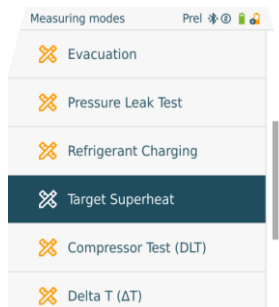 Measuring modes Prel
Evacuation
Pressure Leak Test
Refrigerant Charging
Target Superheat
Compressor Test (DLT)
Delta T (ΔT)